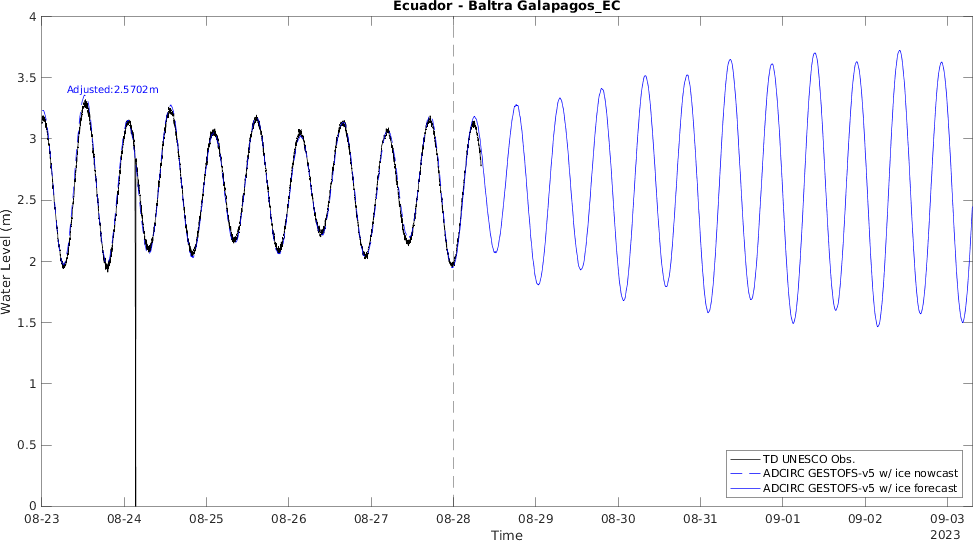 Ecuador - Baltra Galapagos_EC
4
3.5
3
2.5
2
1.5
1
0.5
0
Water Level (m)
Adjusted:2.5702m
TD UNESCO Obs.
ADCIRC GESTOFS-v5 w/ ice nowcast
ADCIRC GESTOFS-v5 w/ ice forecast
08-23 08-24 08-25 08-26 08-27 08-28 08-29 08-30 08-31 09-01 09-02 09-03
Time 2023